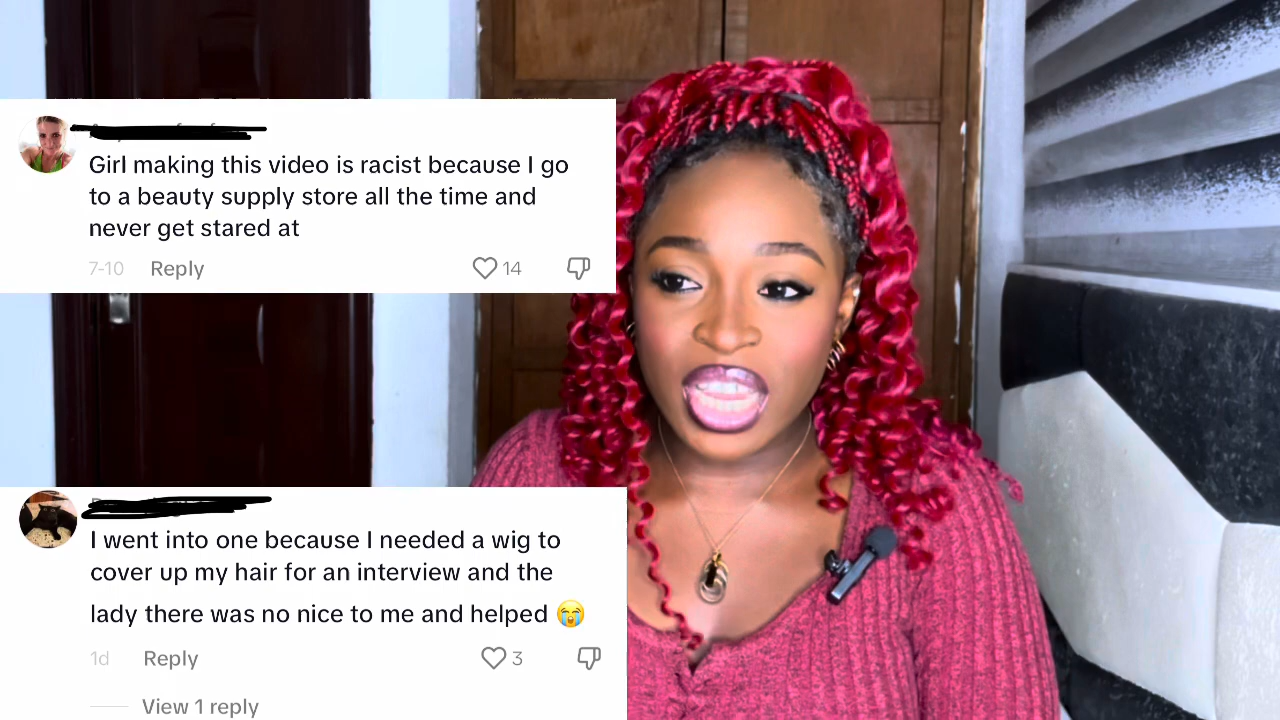 Girl making this video is racist because I go
to a beauty supply store all the time and
never get stared at
7-10 Reply 14
I went into one because I needed a wig to
cover up my hair for an interview and the
lady there was no nice to me and helped 😭
1d Reply 3
View 1 reply